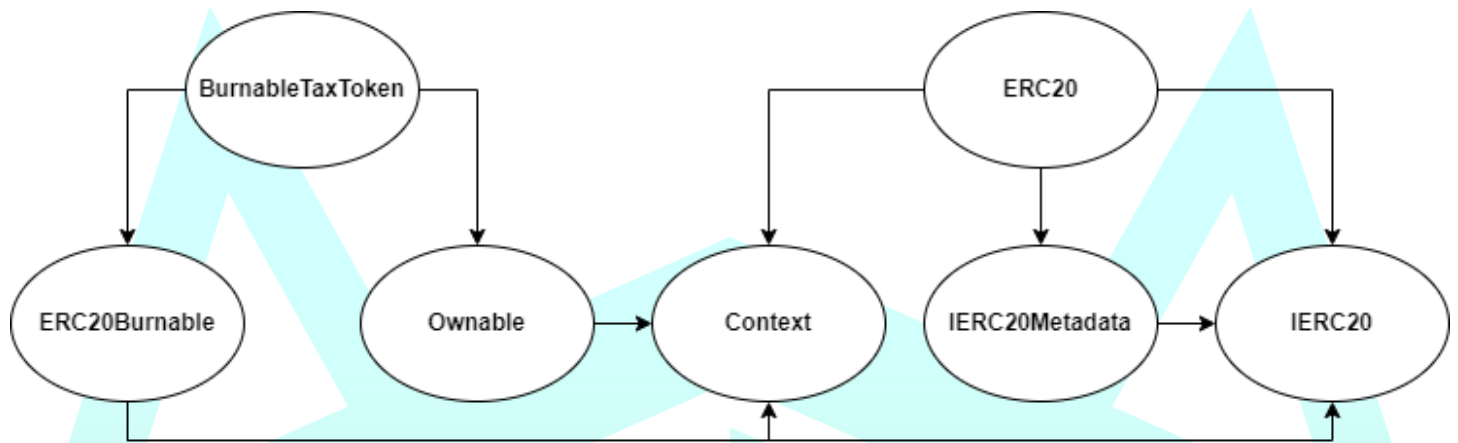 BurnableTaxToken
ERC20
ERC20Burnable
Ownable
Context
IERC20Metadata
IERC20